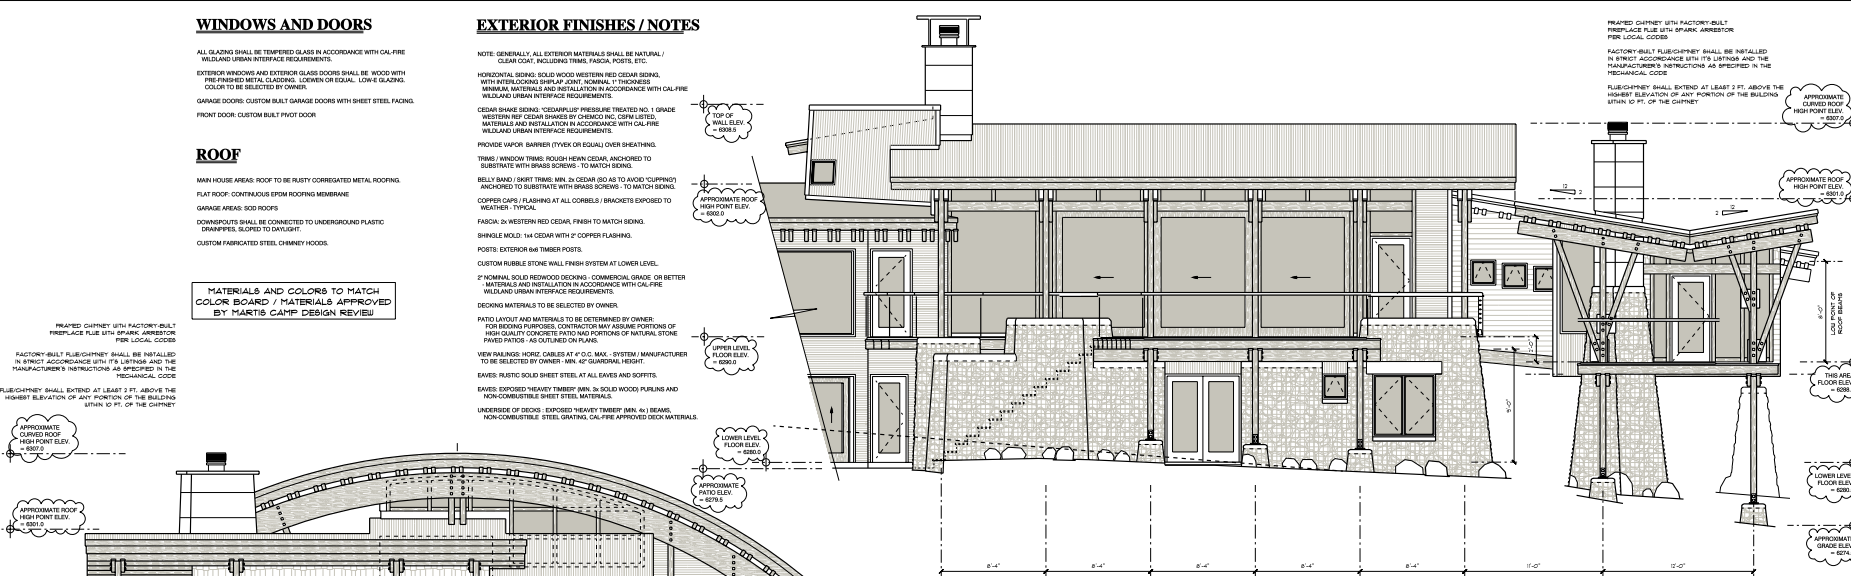 WINDOWS AND DOORS
ALL GLAZING SHALL BE TEMPERED GLASS IN ACCORDANCE WITH CAL-FIRE
WILDLAND URBAN INTERFACE REQUIREMENTS.
EXTERIOR WINDOWS AND EXTERIOR GLASS DOORS SHALL BE WOOD WITH
PRE-FINISHED METAL CLADDING. LOEWEN OR EQUAL. LOW-E GLAZING.
COLOR TO BE SELECTED BY OWNER.
GARAGE DOORS: CUSTOM BUILT GARAGE DOORS WITH SHEET STEEL FACING.
FRONT DOOR: CUSTOM BUILT PIVOT DOOR
ROOF
MAIN HOUSE AREAS: ROOF TO BE RUSTY CORREGATED METAL ROOFING.
FLAT ROOF: CONTINUOUS EPDM ROOFING MEMBRANE
GARAGE AREAS: SOD ROOFS
DOWNSPOUTS SHALL BE CONNECTED TO UNDERGROUND PLASTIC
DRAINPIPES, SLOPED TO DAYLIGHT.
CUSTOM FABRICATED STEEL CHIMNEY HOODS.
MATERIALS AND COLORS TO MATCH
COLOR BOARD / MATERIALS APPROVED
BY MARTIS CAMP DESIGN REVIEW
FRAMED CHIMNEY WITH FACTORY-BUILT
FIREPLACE FLUE WITH SPARK ARRESTOR
PER LOCAL CODES
FACTORY-BUILT FLUE/CHIMNEY SHALL BE INSTALLED
IN STRICT ACCORDANCE WITH IT'S LISTINGS AND THE
MANUFACTURER'S INSTRUCTIONS AS SPECIFIED IN THE
MECHANICAL CODE
FLUE/CHIMNEY SHALL EXTEND AT LEAST 2 FT. ABOVE THE
HIGHEST ELEVATION OF ANY PORTION OF THE BUILDING
WITHIN 10 FT. OF THE CHIMNEY
APPROXIMATE
CURVED ROOF
HIGH POINT ELEV.
= 6307.0
APPROXIMATE ROOF
HIGH POINT ELEV.
= 6301.0
EXTERIOR FINISHES / NOTES
NOTE: GENERALLY, ALL EXTERIOR MATERIALS SHALL BE NATURAL /
CLEAR COAT, INCLUDING TRIMS, FASCIA, POSTS, ETC.
HORIZONTAL SIDING: SOLID WOOD WESTERN RED CEDAR SIDING,
WITH INTERLOCKING SHIPLAP JOINT, NOMINAL 1" THICKNESS
MINIMUM, MATERIALS AND INSTALLATION IN ACCORDANCE WITH CAL-FIRE
WILDLAND URBAN INTERFACE REQUIREMENTS.
CEDAR SHAKE SIDING: "CEDARPLUS" PRESSURE TREATED NO. 1 GRADE
WESTERN REF CEDAR SHAKES BY CHEMCO INC, CSFM LISTED,
MATERIALS AND INSTALLATION IN ACCORDANCE WITH CAL-FIRE
WILDLAND URBAN INTERFACE REQUIREMENTS.
PROVIDE VAPOR BARRIER (TYVEK OR EQUAL) OVER SHEATHING.
TRIMS / WINDOW TRIMS: ROUGH HEWN CEDAR, ANCHORED TO
SUBSTRATE WITH BRASS SCREWS - TO MATCH SIDING.
BELLY BAND / SKIRT TRIMS: MIN. 2x CEDAR (SO AS TO AVOID "CUPPING")
ANCHORED TO SUBSTRATE WITH BRASS SCREWS - TO MATCH SIDING.
COPPER CAPS / FLASHING AT ALL CORBELS / BRACKETS EXPOSED TO
WEATHER - TYPICAL
FASCIA: 2x WESTERN RED CEDAR, FINISH TO MATCH SIDING.
SHINGLE MOLD: 1x4 CEDAR WITH 2" COPPER FLASHING.
POSTS: EXTERIOR 6x6 TIMBER POSTS.
CUSTOM RUBBLE STONE WALL FINISH SYSTEM AT LOWER LEVEL.
2" NOMINAL SOLID REDWOOD DECKING - COMMERCIAL GRADE OR BETTER
- MATERIALS AND INSTALLATION IN ACCORDANCE WITH CAL-FIRE
WILDLAND URBAN INTERFACE REQUIREMENTS.
DECKING MATERIALS TO BE SELECTED BY OWNER.
PATIO LAYOUT AND MATERIALS TO BE DETERMINED BY OWNER:
FOR BIDDING PURPOSES, CONTRACTOR MAY ASSUME PORTIONS OF
HIGH QUALITY CONCRETE PATIO NAD PORTIONS OF NATURAL STONE
PAVED PATIOS - AS OUTLINED ON PLANS.
VIEW RAILINGS: HORIZ. CABLES AT 4" O.C. MAX. - SYSTEM / MANUFACTURER
TO BE SELECTED BY OWNER - MIN. 42" GUARDRAIL HEIGHT.
EAVES: RUSTIC SOLID SHEET STEEL AT ALL EAVES AND SOFFITS.
EAVES: EXPOSED "HEAVEY TIMBER" (MIN. 3x SOLID WOOD) PURLINS AND
NON-COMBUSTIBLE SHEET STEEL MATERIALS.
UNDERSIDE OF DECKS : EXPOSED "HEAVEY TIMBER" (MIN. 4x ) BEAMS,
NON-COMBUSTIBLE STEEL GRATING, CAL-FIRE APPROVED DECK MATERIALS.
TOP OF
WALL ELEV.
= 6308.5
APPROXIMATE ROOF
HIGH POINT ELEV.
= 6302.0
UPPER LEVEL
FLOOR ELEV.
= 6290.0
LOWER LEVEL
FLOOR ELEV.
= 6280.0
APPROXIMATE
PATIO ELEV.
= 6279.5
FRAMED CHIMNEY WITH FACTORY-BUILT
FIREPLACE FLUE WITH SPARK ARRESTOR
PER LOCAL CODES
FACTORY-BUILT FLUE/CHIMNEY SHALL BE INSTALLED
IN STRICT ACCORDANCE WITH IT'S LISTINGS AND THE
MANUFACTURER'S INSTRUCTIONS AS SPECIFIED IN THE
MECHANICAL CODE
FLUE/CHIMNEY SHALL EXTEND AT LEAST 2 FT. ABOVE THE
HIGHEST ELEVATION OF ANY PORTION OF THE BUILDING
WITHIN 10 FT. OF THE CHIMNEY
APPROXIMATE
CURVED ROOF
HIGH POINT ELEV.
= 6307.0
APPROXIMATE ROOF
HIGH POINT ELEV.
= 6301.0
12
2
12
2
8'-0"
LOW POINT OF
ROOF BEAMS
THIS ARE
FLOOR ELEV
= 6288.
LOWER LEVE
FLOOR ELEV
= 6280.
APPROXIMAT
GRADE ELEV
= 6274.
8'-4"
8'-4"
8'-4"
8'-4"
8'-4"
11'-0"
12'-0"